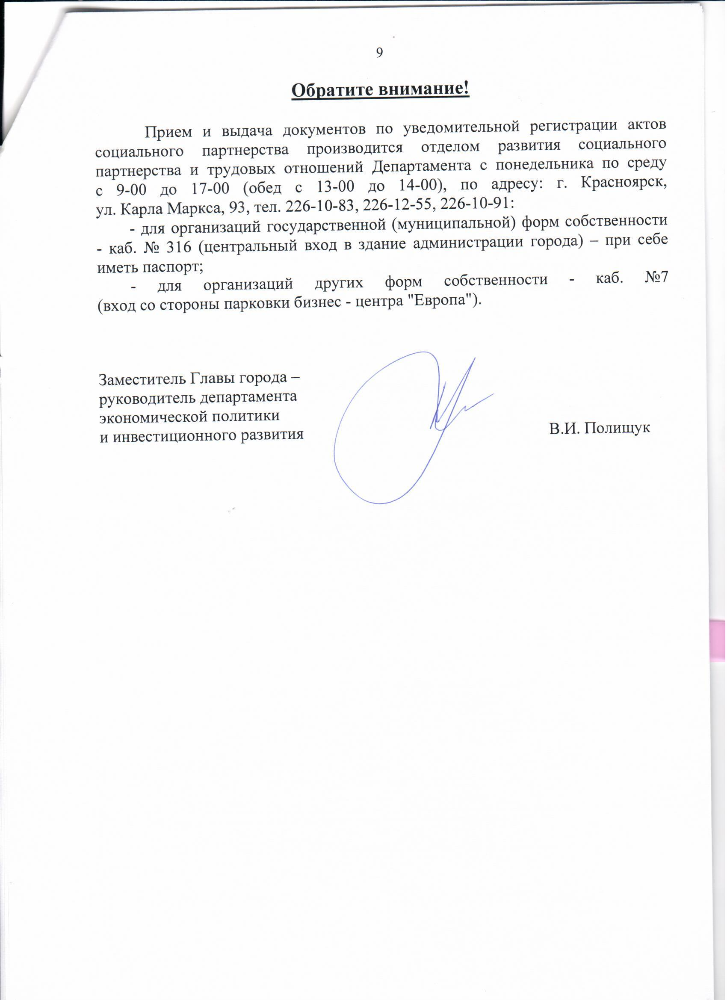 9
Обратите внимание!
Прием и выдача документов по уведомительной регистрации актов
социального партнерства производится отделом развития социального
партнерства и трудовых отношений Департамента с понедельника по среду
с 9-00 до 17-00 (обед с 13-00 до 14-00), по адресу: г. Красноярск,
ул. Карла Маркса, 93, тел. 226-10-83, 226-12-55, 226-10-91:
- для организаций государственной (муниципальной) форм собственности
- каб. № 316 (центральный вход в здание администрации города) – при себе
иметь паспорт;
- для организаций других форм собственности - каб. №7
(вход со стороны парковки бизнес - центра "Европа").
Заместитель Главы города –
руководитель департамента
экономической политики
и инвестиционного развития
В.И. Полищук